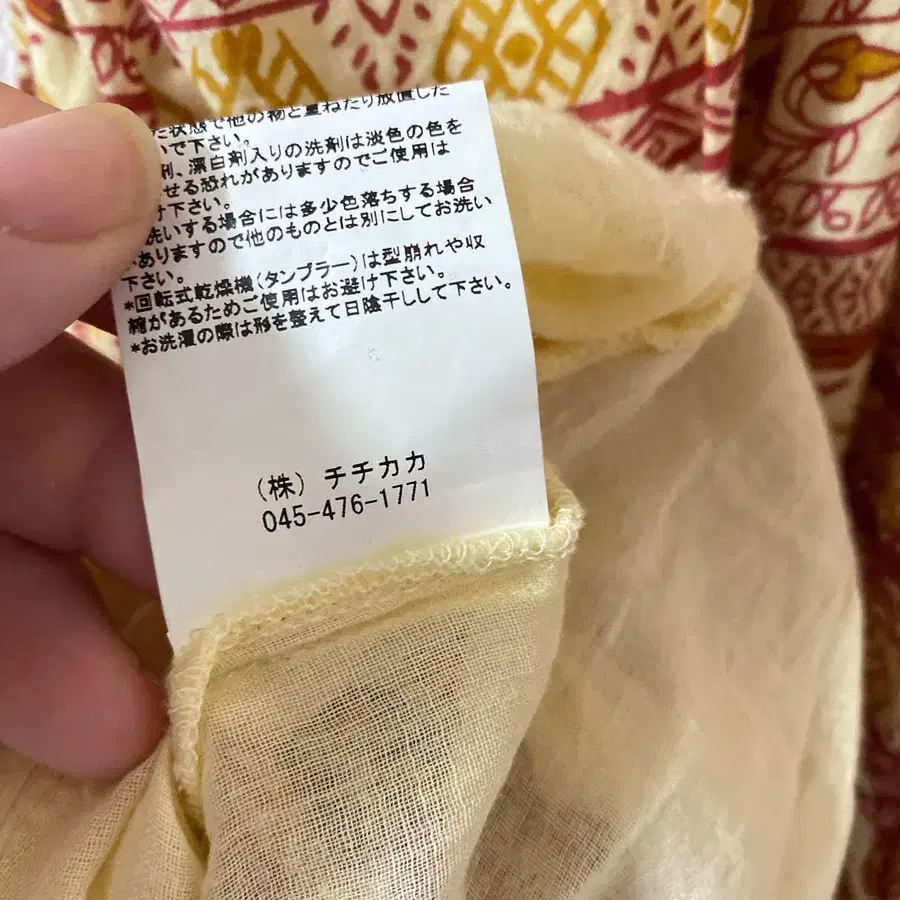 た状態で他の物と重ねたり放置した
いで下さい。
剤、漂白剤入りの洗剤は淡色の色を
せる恐れがありますのでご使用は
け下さい。
洗いする場合には多少色落ちする場合
ありますので他のものとは別にしてお洗い
下さい。
*回転式乾燥機(タンブラー)は型崩れや収
縮があるためご使用はお避け下さい。
*お洗濯の際は形を整えて日陰干しして下さい。
(株) チチカカ
045-476-1771